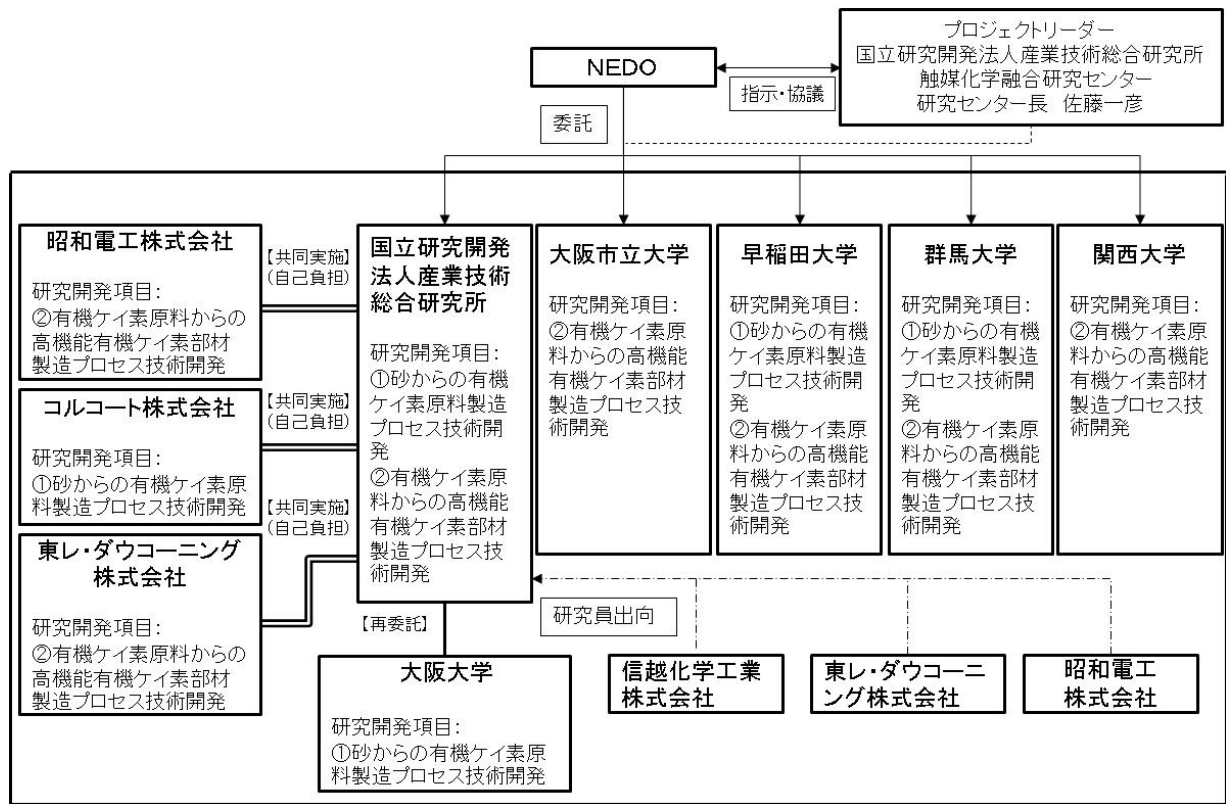 プロジェクトリーダー
国立研究開発法人産業技術総合研究所
触媒化学融合研究センター
研究センター長 佐藤一彦
NEDO
指示・協議
委託
昭和電工株式会社
研究開発項目:
②有機ケイ素原料からの
高機能有機ケイ素部材
製造プロセス技術開発
【共同実施】
(自己負担)
コルコート株式会社
研究開発項目:
①砂からの有機ケイ素原
料製造プロセス技術開発
【共同実施】
(自己負担)
東レ・ダウコーニング
株式会社
研究開発項目:
②有機ケイ素原料からの
高機能有機ケイ素部材
製造プロセス技術開発
【共同実施】
(自己負担)
国立研究開発
法人産業技術
総合研究所
研究開発項目:
①砂からの有機
ケイ素原料製造
プロセス技術開
発
②有機ケイ素原
料からの高機能
有機ケイ素部材
製造プロセス技
術開発
大阪市立大学
研究開発項目:
②有機ケイ素原
料からの高機能
有機ケイ素部材
製造プロセス技
術開発
早稲田大学
研究開発項目:
①砂からの有機
ケイ素原料製造
プロセス技術開
発
②有機ケイ素原
料からの高機能
有機ケイ素部材
製造プロセス技
術開発
群馬大学
研究開発項目:
①砂からの有機
ケイ素原料製造
プロセス技術開
発
②有機ケイ素原
料からの高機能
有機ケイ素部材
製造プロセス技
術開発
関西大学
研究開発項目:
②有機ケイ素原
料からの高機能
有機ケイ素部材
製造プロセス技
術開発
【再委託】
研究員出向
大阪大学
研究開発項目:
①砂からの有機ケイ素原
料製造プロセス技術開発
信越化学工業
株式会社
東レ・ダウコーニ
ング株式会社
昭和電工
株式会社